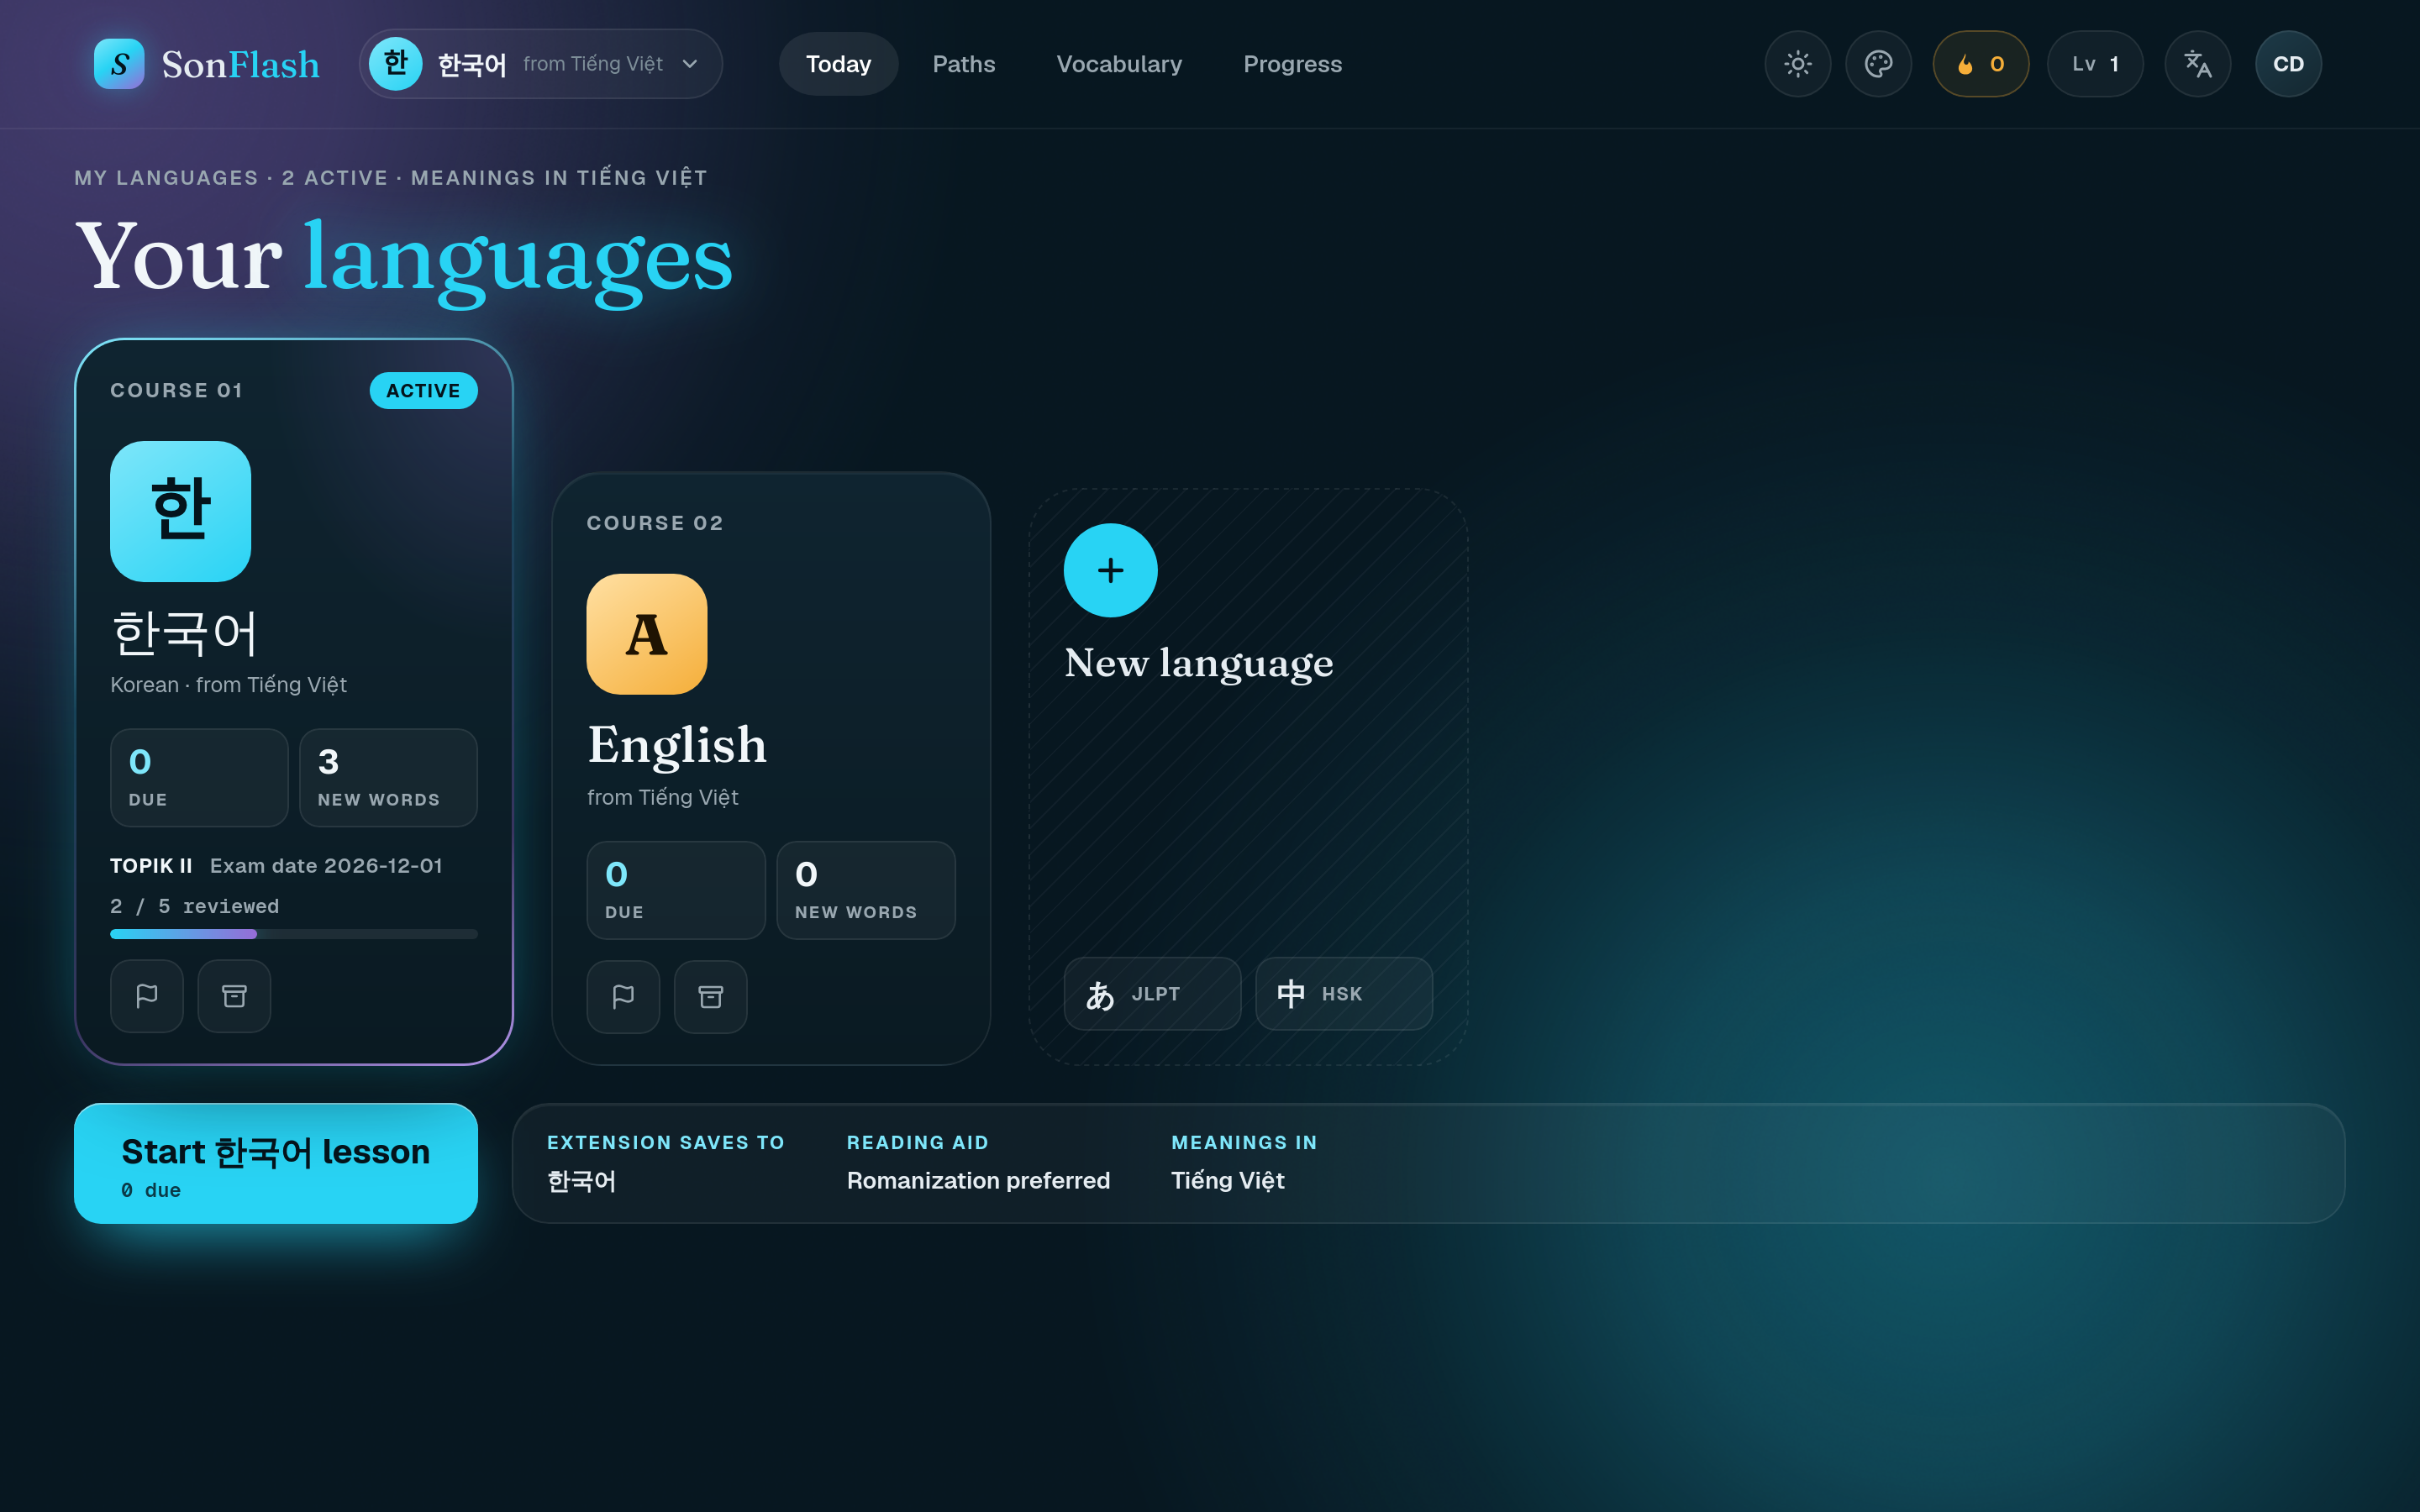 S SonFlash
한 한국어 from Tiếng Việt
Today Paths Vocabulary Progress
0 Lv 1 CD
MY LANGUAGES · 2 ACTIVE · MEANINGS IN TIẾNG VIỆT
Your languages
COURSE 01 ACTIVE
한
한국어
Korean · from Tiếng Việt
0 DUE
3 NEW WORDS
TOPIK II Exam date 2026-12-01
2 / 5 reviewed
COURSE 02
A
English
from Tiếng Việt
0 DUE
0 NEW WORDS
New language
あ JLPT
中 HSK
Start 한국어 lesson
0 due
EXTENSION SAVES TO
한국어
READING AID
Romanization preferred
MEANINGS IN
Tiếng Việt